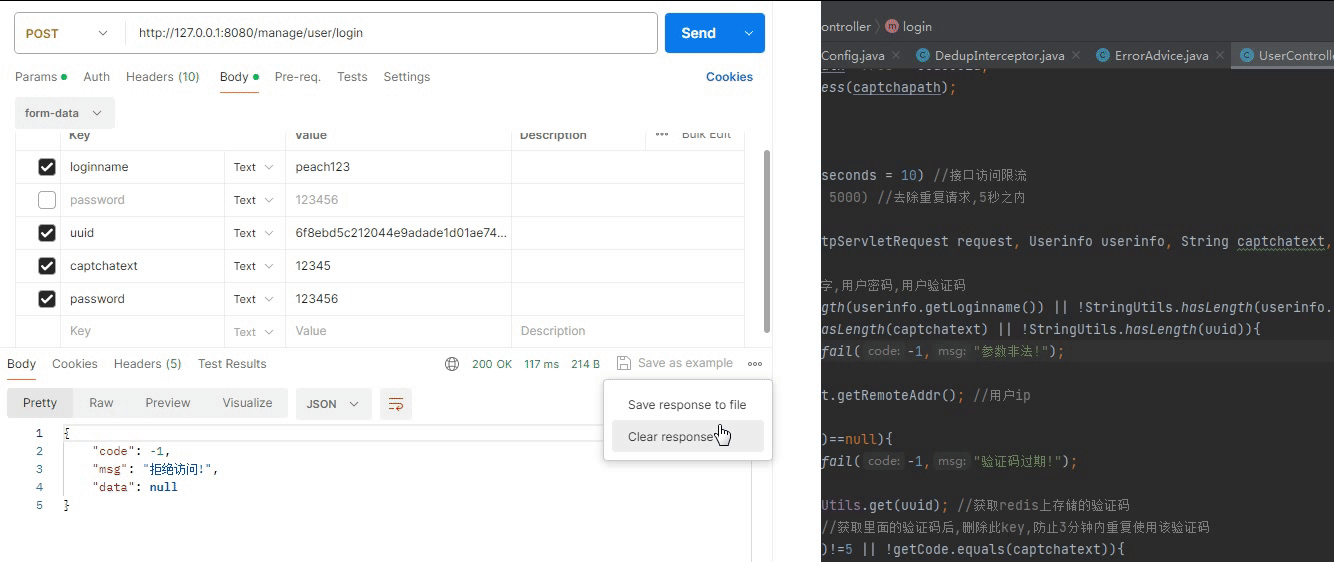 POST http://127.0.0.1:8080/manage/user/login Send
Params Auth Headers (10) Body Pre-req. Tests Settings Cookies
form-data
Key Value Description ••• Bulk Edit
loginname Text peach123
password Text 123456
uuid Text 6f8ebd5c212044e9adade1d01ae74...
captchatext Text 12345
password Text 123456
Key Text Value Description
Body Cookies Headers (5) Test Results 200 OK 117 ms 214 B Save as example •••
Pretty Raw Preview Visualize JSON
Save response to file
Clear response
1 {
2 "code": -1,
3 "msg": "拒绝访问!",
4 "data": null
5 }
ontroller login
Config.java DedupInterceptor.java ErrorAdvice.java UserControlle
ess(captchapath);
seconds = 10) //接口访问限流
5000) //去除重复请求,5秒之内
tpServletRequest request, Userinfo userinfo, String captchatext,
字,用户密码,用户验证码
gth(userinfo.getLoginname()) || !StringUtils.hasLength(userinfo.
asLength(captchatext) || !StringUtils.hasLength(uuid)){
fail( code: -1, msg: "参数非法!");
t.getRemoteAddr(); //用户ip
)==null){
fail( code: -1, msg: "验证码过期!");
Utils.get(uuid); //获取redis上存储的验证码
//获取里面的验证码后,删除此key,防止3分钟内重复使用该验证码
)!=5 || !getCode.equals(captchatext)){